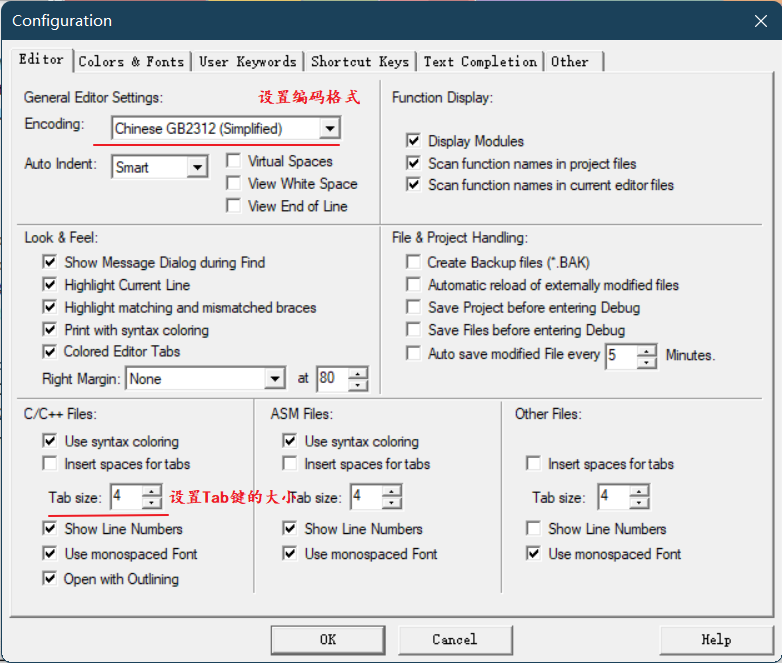 Configuration
Editor Colors & Fonts User Keywords Shortcut Keys Text Completion Other
General Editor Settings:
设置编码格式
Encoding: Chinese GB2312 (Simplified)
Auto Indent: Smart
Virtual Spaces
View White Space
View End of Line
Function Display:
Display Modules
Scan function names in project files
Scan function names in current editor files
Look & Feel:
Show Message Dialog during Find
Highlight Current Line
Highlight matching and mismatched braces
Print with syntax coloring
Colored Editor Tabs
Right Margin: None at 80
File & Project Handling:
Create Backup files (*.BAK)
Automatic reload of externally modified files
Save Project before entering Debug
Save Files before entering Debug
Auto save modified File every 5 Minutes.
C/C++ Files:
Use syntax coloring
Insert spaces for tabs
Tab size: 4 设置Tab键的大小
Show Line Numbers
Use monospaced Font
Open with Outlining
ASM Files:
Use syntax coloring
Insert spaces for tabs
Tab size: 4
Show Line Numbers
Use monospaced Font
Other Files:
Insert spaces for tabs
Tab size: 4
Show Line Numbers
Use monospaced Font
OK Cancel Help